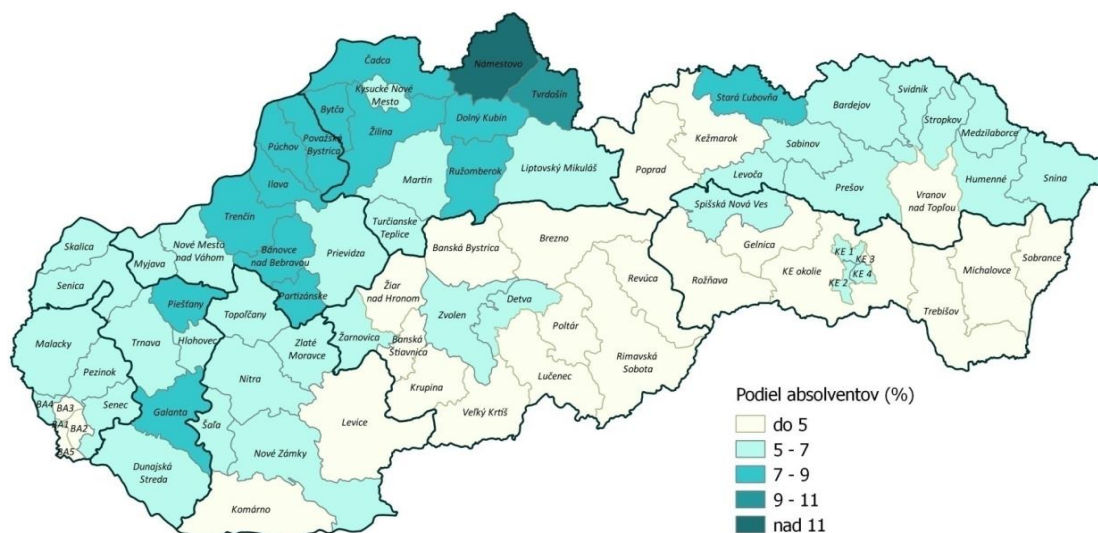 Čadca
Námestovo
Kysucké Nové
Mesto
Tvrdošín
Bytča
Dolný Kubín
Stará Ľubovňa
Svidník
Bardejov
Stropkov
Medzilaborce
Považská
Bystrica
Žilina
Púchov
Kežmarok
Sabinov
Poprad
Ilava
Martin
Ružomberok
Liptovský Mikuláš
Levoča
Prešov
Humenné
Snina
Vranov
nad Topľou
Trenčín
Turčianske
Teplice
Spišská Nová Ves
Skalica
Nové Mesto
nad Váhom
Myjava
Bánovce
nad Bebravou
Prievidza
Banská Bystrica
Brezno
Gelnica
KE 1
KE 3
KE 4
KE 2
KE okolie
Sobrance
Michalovce
Senica
Piešťany
Topoľčany
Partizánske
Žiar
nad Hronom
Revúca
Rožňava
Trebišov
Detva
Zvolen
Malacky
Trnava
Hlohovec
Zlaté
Moravce
Žarnovica
Banská
Štiavnica
Poltár
Rimavská
Sobota
Pezinok
Nitra
Krupina
Lučenec
BA4
BA3
BA1
BA2
BA5
Senec
Galanta
Šaľa
Levice
Veľký Krtíš
Dunajská
Streda
Nové Zámky
Komárno
Podiel absolventov (%)
do 5
5 - 7
7 - 9
9 - 11
nad 11